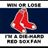 WIN OR LOSE
I'M A DIE-HARD
RED SOX FAN